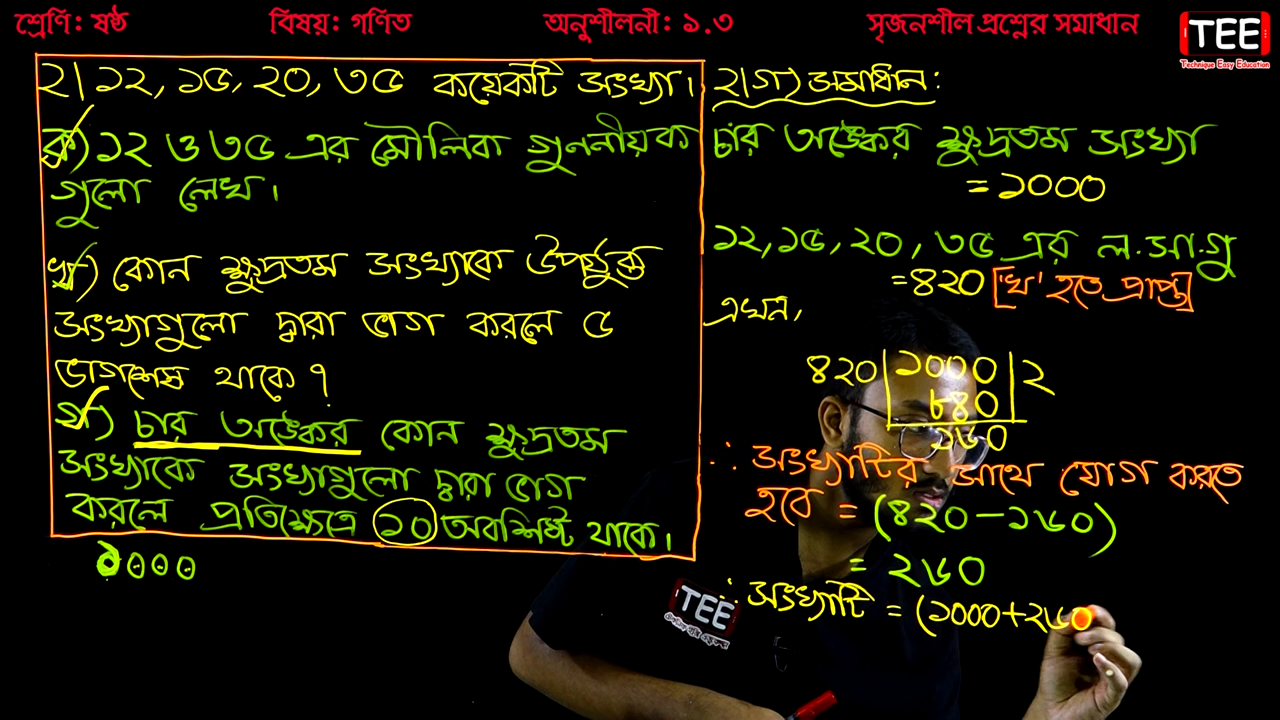 শ্রেণি: ষষ্ঠ
বিষয়: গণিত
অনুশীলনী: ১.৩
সৃজনশীল প্রশ্নের সমাধান
TEE
Technique Easy Education
২। ১২, ১৫, ২০, ৩৫ কয়েকটি সংখ্যা।
ক) ১২ ও ৩৫ এর মৌলিক গুননীয়ক
গুলো লেখ।
খ) কোন ক্ষুদ্রতম সংখ্যাকে উপর্যুক্ত
সংখ্যাগুলো দ্বারা ভাগ করলে ৫
ভাগশেষ থাকে?
গ) চার অঙ্কের কোন ক্ষুদ্রতম
সংখ্যাকে সংখ্যাগুলো দ্বারা ভাগ
করলে প্রতিক্ষেত্রে ১০ অবশিষ্ট থাকে।
১০০০
২।গ) সমাধান:
চার অঙ্কের ক্ষুদ্রতম সংখ্যা
= ১০০০
১২, ১৫, ২০, ৩৫ এর ল.সা.গু
= ৪২০ ['খ' হতে প্রাপ্ত]
এখন,
৪২০ | ১০০০ | ২
৮৪০
১৬০
∴ সংখ্যাটির সাথে যোগ করতে
হবে = (৪২০ - ১৬০)
= ২৬০
∴ সংখ্যাটি = (১০০০+২৬০
TEE